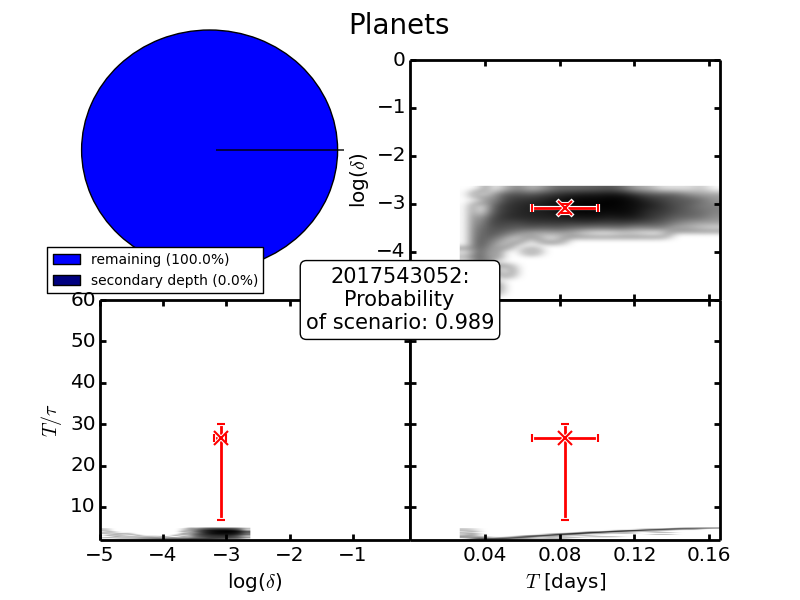 Planets
0
−1
−2
−3
−4
log(δ)
remaining (100.0%)
secondary depth (0.0%)
2017543052:
Probability
of scenario: 0.989
60
50
40
30
20
10
T/τ
−5 −4 −3 −2 −1
log(δ)
0.04 0.08 0.12 0.16
T [days]